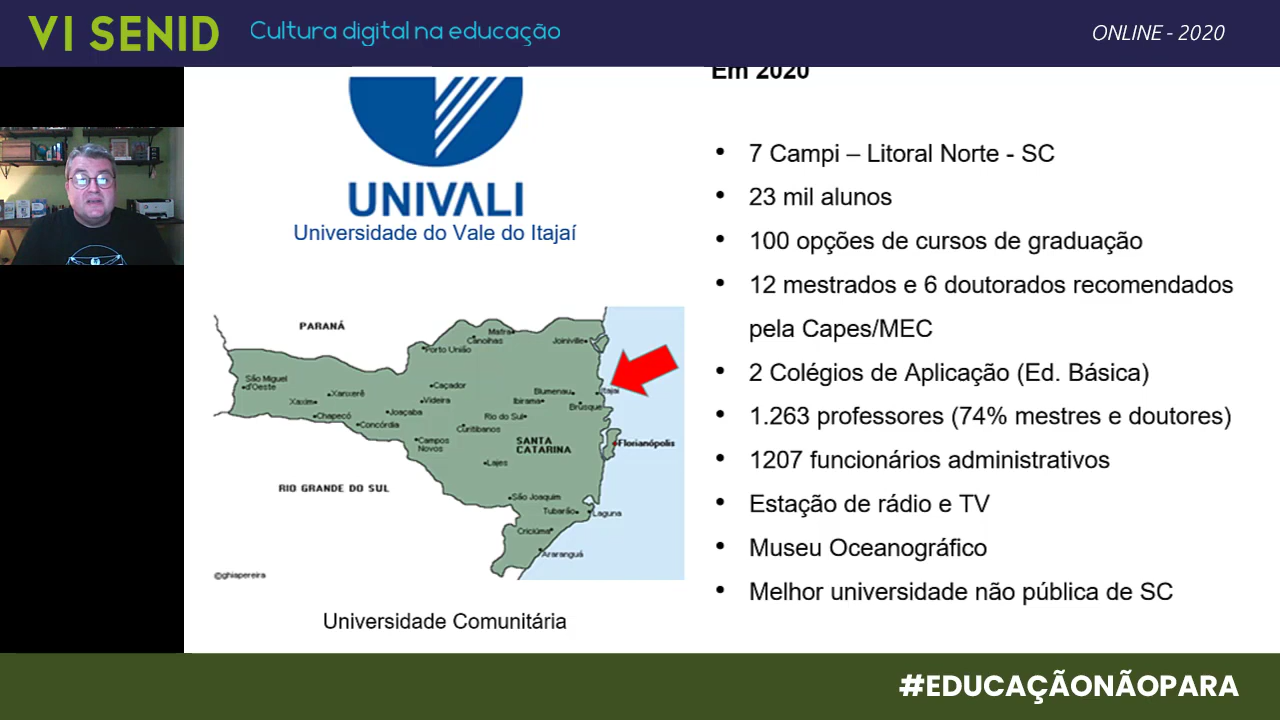 VI SENID
Cultura digital na educação
ONLINE - 2020
UNIVALI
Universidade do Vale do Itajaí
PARANÁ
Mafra
Canoinhas
Porto União
Joinville
São Miguel
d'Oeste
Xanxerê
Xaxim
Chapecó
Concórdia
Caçador
Videira
Joaçaba
Campos
Novos
Curitibanos
Blumenau
Ibirama
Rio do Sul
Itajaí
Brusque
SANTA
CATARINA
Florianópolis
Lajes
RIO GRANDE DO SUL
São Joaquim
Tubarão
Laguna
Criciúma
Araranguá
©ghiapereira
Universidade Comunitária
Em 2020
• 7 Campi – Litoral Norte - SC
• 23 mil alunos
• 100 opções de cursos de graduação
• 12 mestrados e 6 doutorados recomendados
pela Capes/MEC
• 2 Colégios de Aplicação (Ed. Básica)
• 1.263 professores (74% mestres e doutores)
• 1207 funcionários administrativos
• Estação de rádio e TV
• Museu Oceanográfico
• Melhor universidade não pública de SC
#EDUCAÇÃONÃOPARA